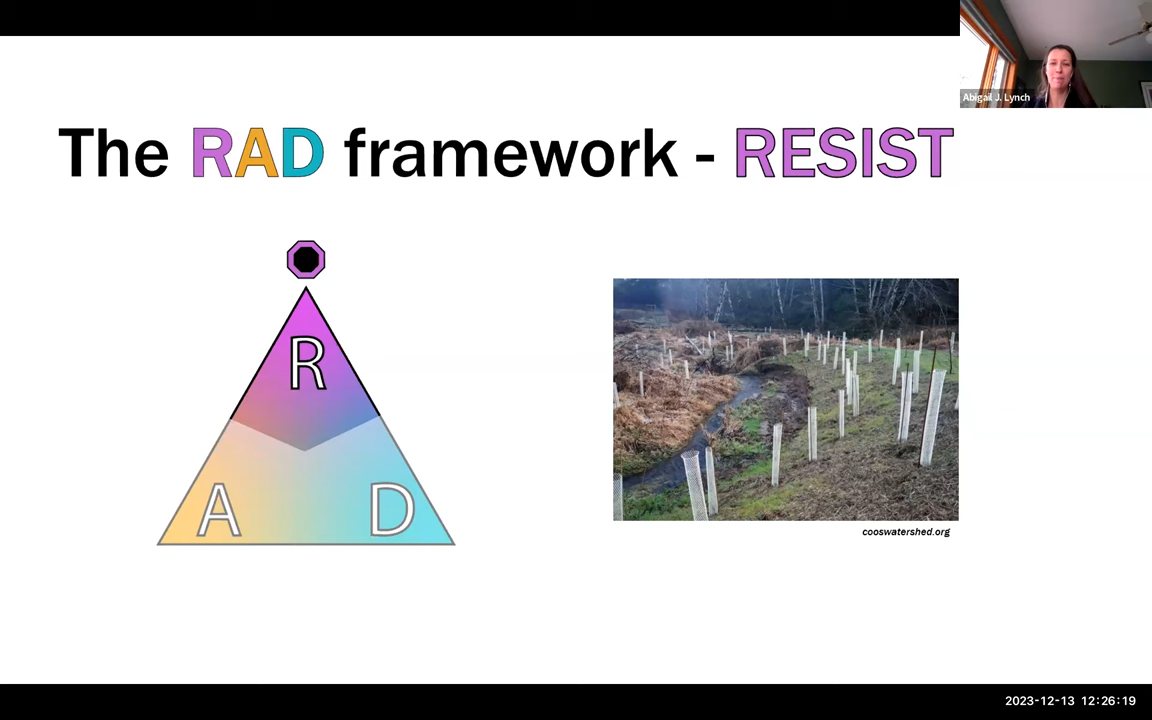 Abigail J. Lynch
The RAD framework - RESIST
R
A D
cooswatershed.org
2023-12-13 12:26:19